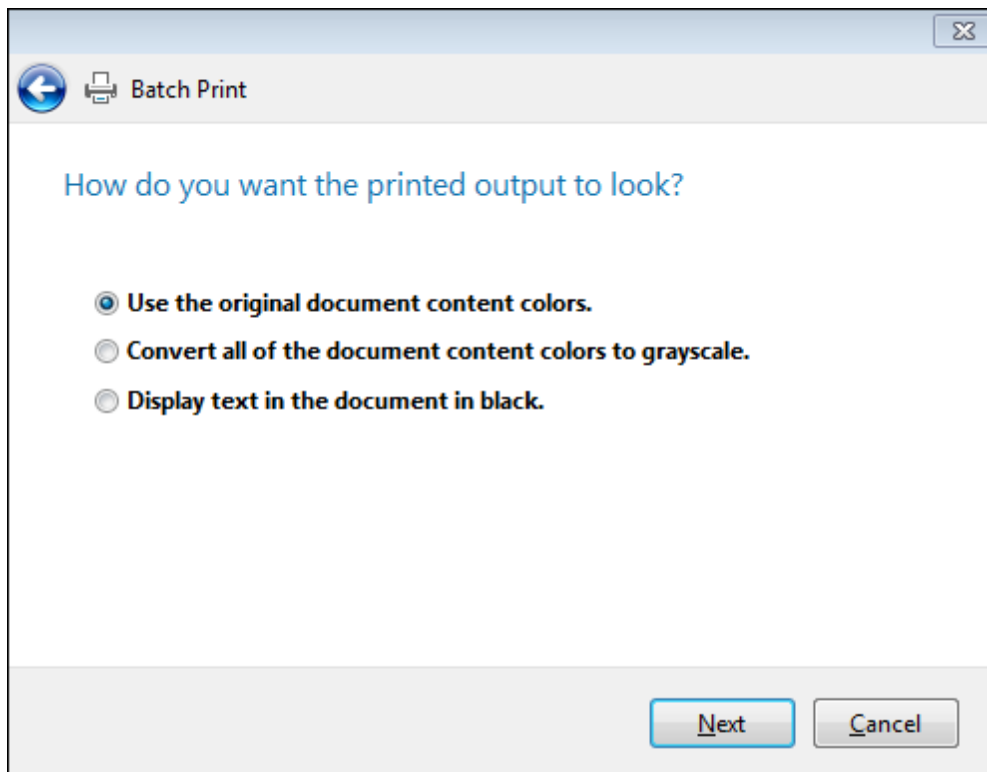 Batch Print
How do you want the printed output to look?
Use the original document content colors.
Convert all of the document content colors to grayscale.
Display text in the document in black.
Next
Cancel